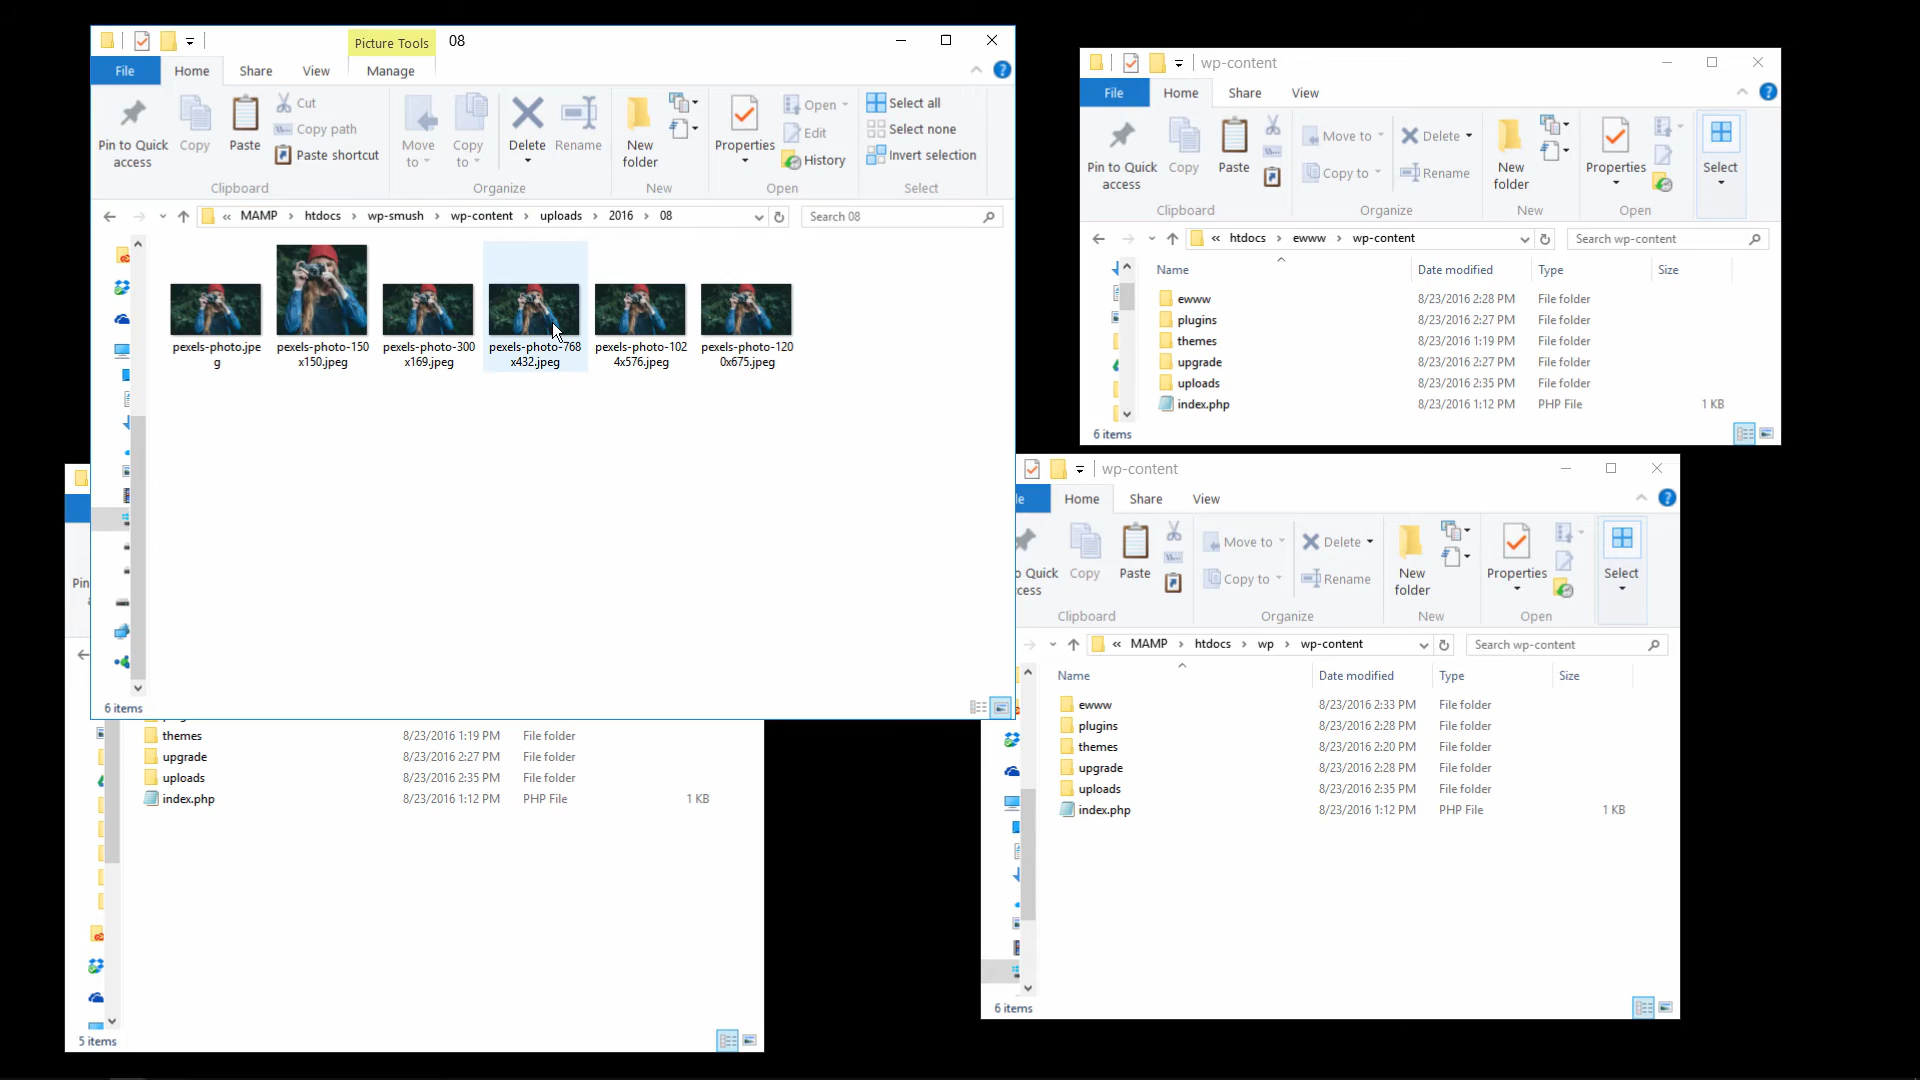 Picture Tools 08
File Home Share View Manage
Pin to Quick access
Copy
Paste
Cut
Copy path
Paste shortcut
Clipboard
Move to
Copy to
Delete
Rename
Organize
New folder
New
Properties
Open
Edit
History
Open
Select all
Select none
Invert selection
Select
« MAMP › htdocs › wp-smush › wp-content › uploads › 2016 › 08
Search 08
pexels-photo.jpe
g
pexels-photo-150
x150.jpeg
pexels-photo-300
x169.jpeg
pexels-photo-768
x432.jpeg
pexels-photo-102
4x576.jpeg
pexels-photo-120
0x675.jpeg
6 items
wp-content
File Home Share View
Pin to Quick access
Copy
Paste
Clipboard
Move to
Copy to
Delete
Rename
Organize
New folder
New
Properties
Open
Select
« htdocs › ewww › wp-content
Search wp-content
Name Date modified Type Size
ewww 8/23/2016 2:28 PM File folder
plugins 8/23/2016 2:27 PM File folder
themes 8/23/2016 1:19 PM File folder
upgrade 8/23/2016 2:27 PM File folder
uploads 8/23/2016 2:35 PM File folder
index.php 8/23/2016 1:12 PM PHP File 1 KB
6 items
wp-content
le Home Share View
o Quick
cess
Copy
Paste
Clipboard
Move to
Copy to
Delete
Rename
Organize
New folder
New
Properties
Open
Select
« MAMP › htdocs › wp › wp-content
Search wp-content
Name Date modified Type Size
ewww 8/23/2016 2:33 PM File folder
plugins 8/23/2016 2:28 PM File folder
themes 8/23/2016 2:20 PM File folder
upgrade 8/23/2016 2:28 PM File folder
uploads 8/23/2016 2:35 PM File folder
index.php 8/23/2016 1:12 PM PHP File 1 KB
6 items
Pin
themes 8/23/2016 1:19 PM File folder
upgrade 8/23/2016 2:27 PM File folder
uploads 8/23/2016 2:35 PM File folder
index.php 8/23/2016 1:12 PM PHP File 1 KB
5 items